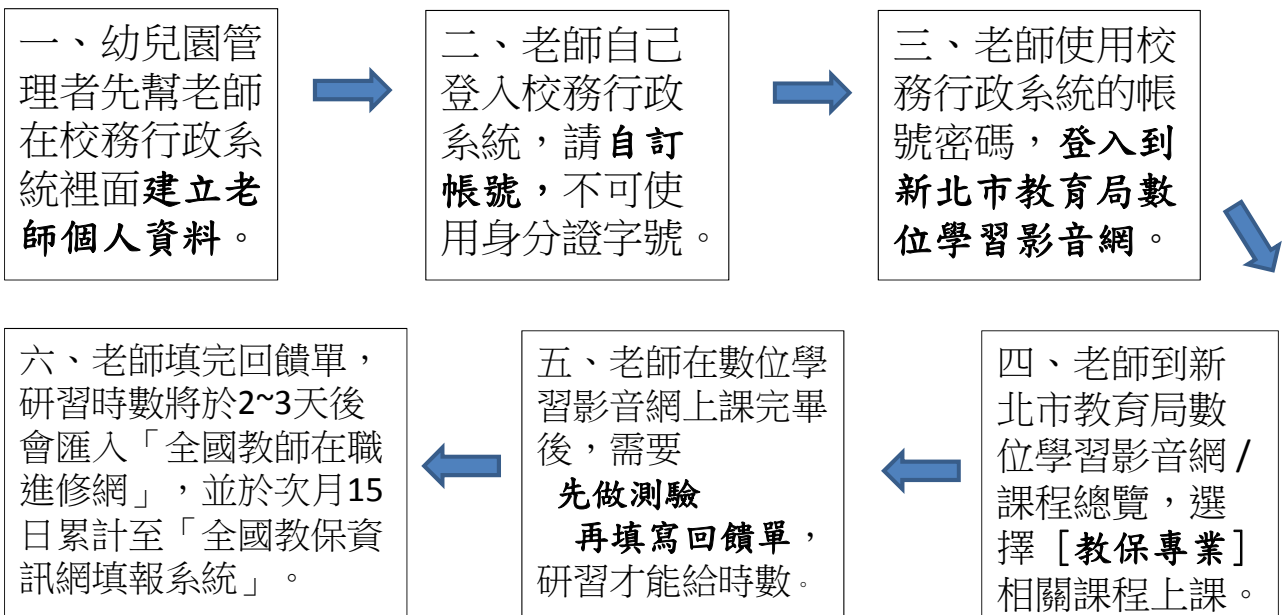 一、幼兒園管
理者先幫老師
在校務行政系
統裡面建立老
師個人資料。
二、老師自己
登入校務行政
系統，請自訂
帳號，不可使
用身分證字號。
三、老師使用校
務行政系統的帳
號密碼，登入到
新北市教育局數
位學習影音網。
四、老師到新
北市教育局數
位學習影音網/
課程總覽，選
擇［教保專業］
相關課程上課。
五、老師在數位學
習影音網上課完畢
後，需要
先做測驗
再填寫回饋單，
研習才能給時數。
六、老師填完回饋單，
研習時數將於2~3天後
會匯入「全國教師在職
進修網」，並於次月15
日累計至「全國教保資
訊網填報系統」。